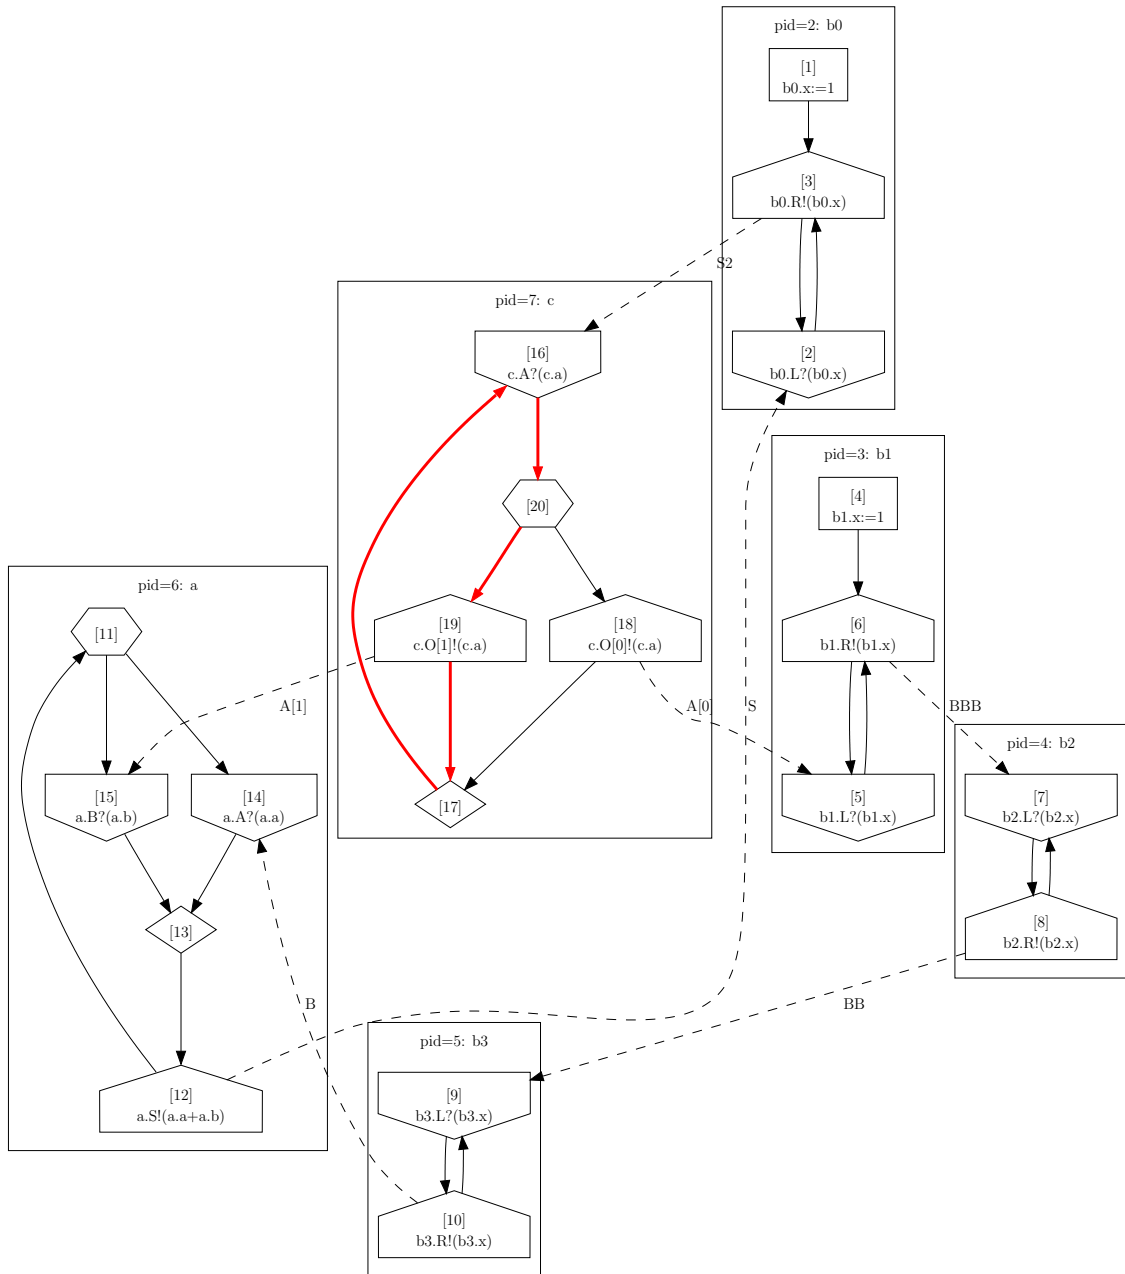 pid=2: b0
[1]
b0.x:=1
[3]
b0.R!(b0.x)
S2
[2]
b0.L?(b0.x)
pid=7: c
[16]
c.A?(c.a)
[20]
[19]
c.O[1]!(c.a)
[18]
c.O[0]!(c.a)
[17]
pid=3: b1
[4]
b1.x:=1
[6]
b1.R!(b1.x)
[5]
b1.L?(b1.x)
pid=6: a
[11]
A[1]
A[0]
S
BBB
[15]
a.B?(a.b)
[14]
a.A?(a.a)
[13]
[12]
a.S!(a.a+a.b)
pid=4: b2
[7]
b2.L?(b2.x)
[8]
b2.R!(b2.x)
B
BB
pid=5: b3
[9]
b3.L?(b3.x)
[10]
b3.R!(b3.x)